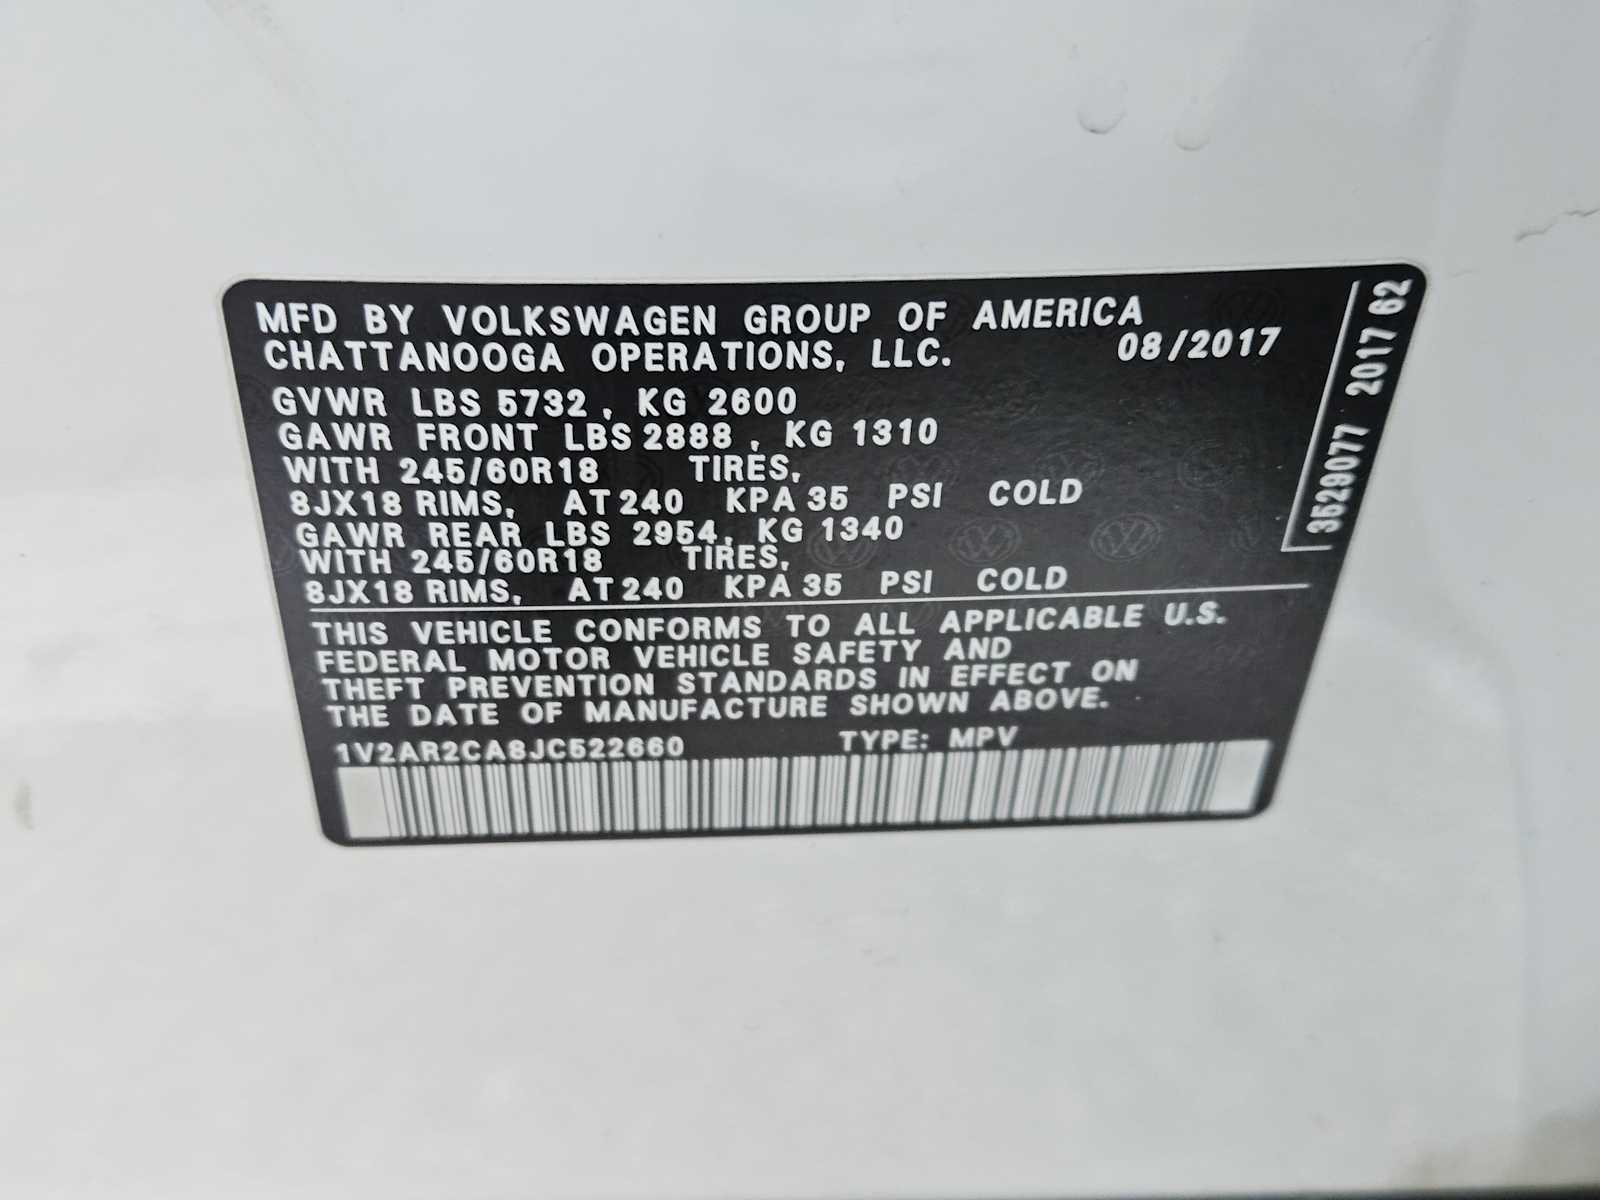 MFD BY VOLKSWAGEN GROUP OF AMERICA
CHATTANOOGA OPERATIONS, LLC. 08/2017
GVWR LBS 5732, KG 2600
GAWR FRONT LBS 2888, KG 1310
WITH 245/60R18 TIRES,
8JX18 RIMS, AT 240 KPA 35 PSI COLD
GAWR REAR LBS 2954, KG 1340
WITH 245/60R18 TIRES,
8JX18 RIMS, AT 240 KPA 35 PSI COLD
THIS VEHICLE CONFORMS TO ALL APPLICABLE U.S.
FEDERAL MOTOR VEHICLE SAFETY AND
THEFT PREVENTION STANDARDS IN EFFECT ON
THE DATE OF MANUFACTURE SHOWN ABOVE.
1V2AR2CA8JC522660 TYPE: MPV
3529077 2017 62